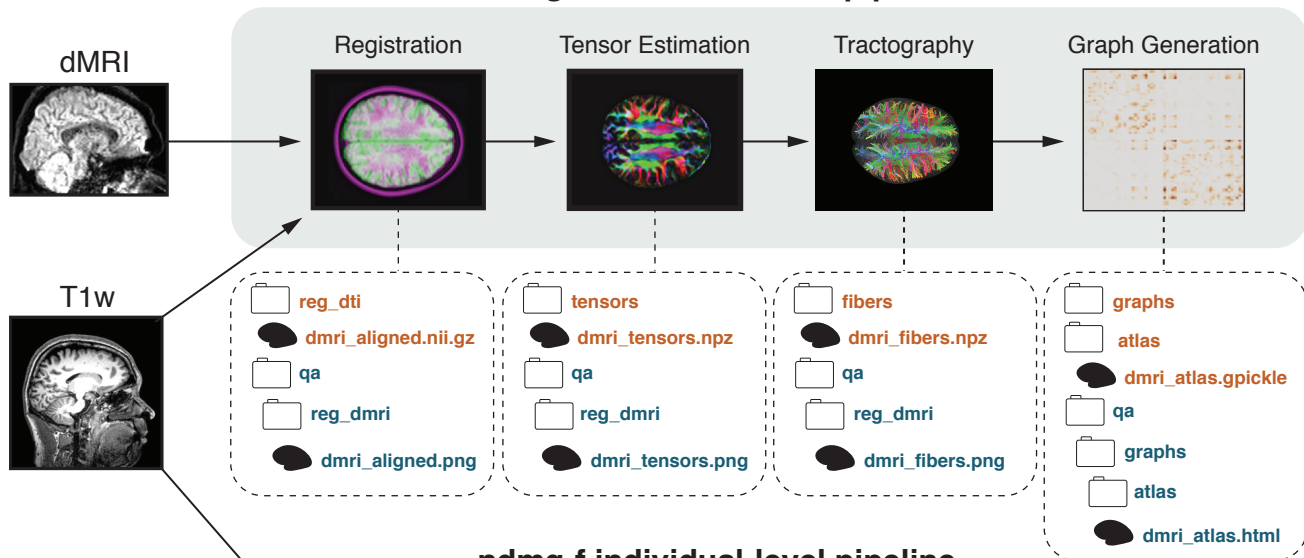 Registration
Tensor Estimation
Tractography
Graph Generation
dMRI
T1w
reg_dti
dmri_aligned.nii.gz
qa
reg_dmri
dmri_aligned.png
tensors
dmri_tensors.npz
qa
reg_dmri
dmri_tensors.png
fibers
dmri_fibers.npz
qa
reg_dmri
dmri_fibers.png
graphs
atlas
dmri_atlas.gpickle
qa
graphs
atlas
dmri_atlas.html